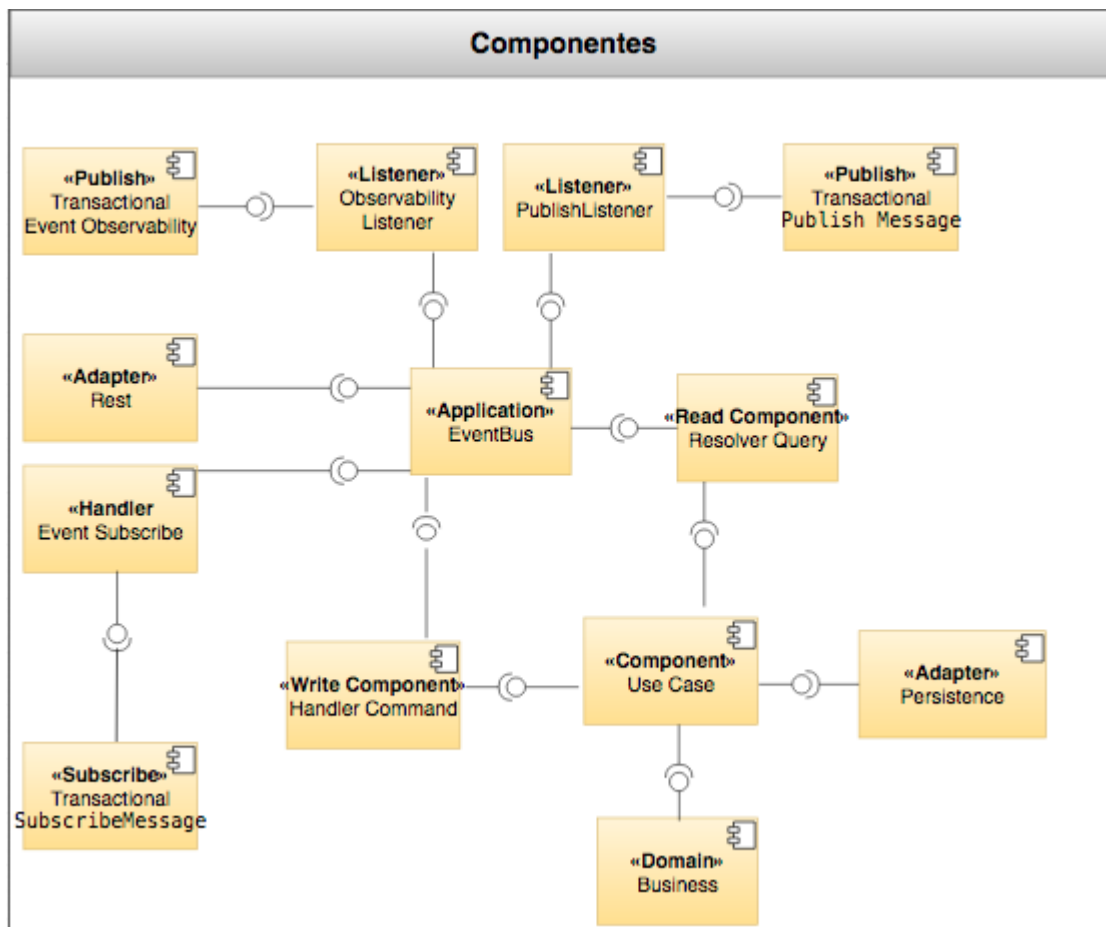 Componentes
«Publish»
Transactional
Event Observability
«Listener»
Observability
Listener
«Listener»
PublishListener
«Publish»
Transactional
Publish Message
«Adapter»
Rest
«Application»
EventBus
«Read Component»
Resolver Query
«Handler
Event Subscribe
«Write Component»
Handler Command
«Component»
Use Case
«Adapter»
Persistence
«Subscribe»
Transactional
SubscribeMessage
«Domain»
Business